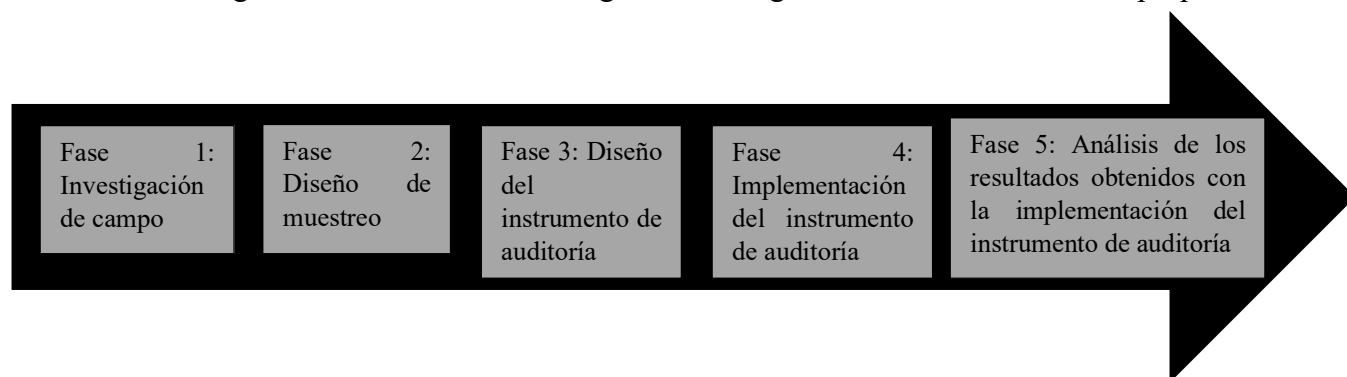 Fase 1:
Investigación
de campo
Fase 2:
Diseño de
muestreo
Fase 3: Diseño
del
instrumento de
auditoría
Fase 4:
Implementación
del instrumento
de auditoría
Fase 5: Análisis de los
resultados obtenidos con
la implementación del
instrumento de auditoría